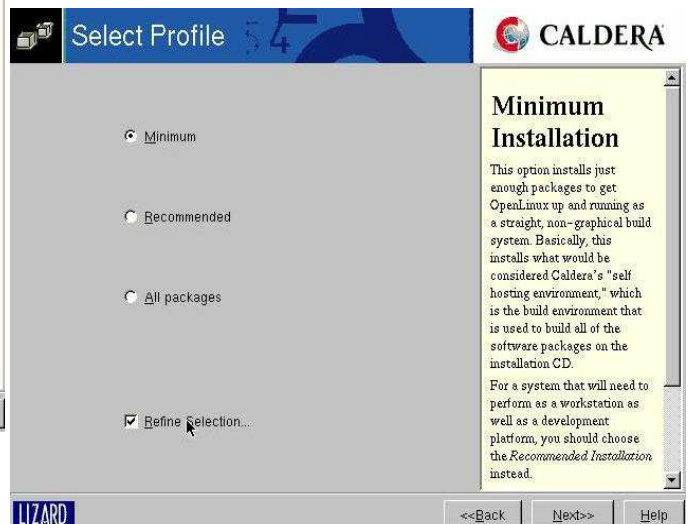 Select Profile
5 4
CALDERA
Minimum
Recommended
All packages
Refine Selection...
Minimum
Installation
This option installs just
enough packages to get
OpenLinux up and running as
a straight, non-graphical build
system. Basically, this
installs what would be
considered Caldera's "self
hosting environment," which
is the build environment that
is used to build all of the
software packages on the
installation CD.
For a system that will need to
perform as a workstation as
well as a development
platform, you should choose
the Recommended Installation
instead.
LIZARD
<<Back
Next>>
Help